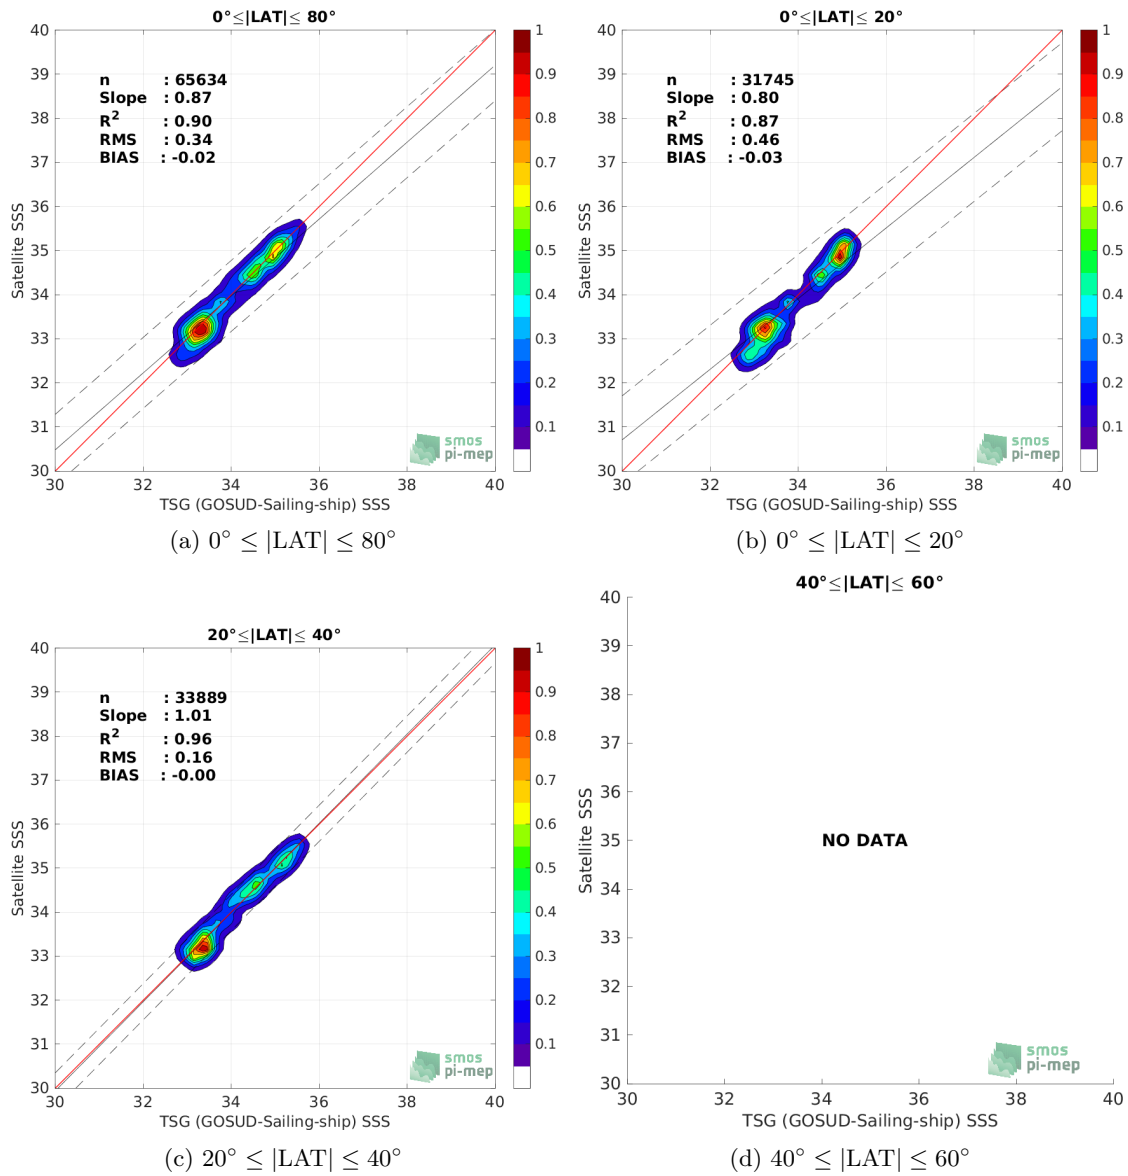 0°≤|LAT|≤ 80°
n : 65634
Slope : 0.87
R² : 0.90
RMS : 0.34
BIAS : -0.02
Satellite SSS
40
39
38
37
36
35
34
33
32
31
30
30 32 34 36 38 40
TSG (GOSUD-Sailing-ship) SSS
1
0.9
0.8
0.7
0.6
0.5
0.4
0.3
0.2
0.1
smos
pi-mep
(a) 0° ≤ |LAT| ≤ 80°
0°≤|LAT|≤ 20°
n : 31745
Slope : 0.80
R² : 0.87
RMS : 0.46
BIAS : -0.03
Satellite SSS
40
39
38
37
36
35
34
33
32
31
30
30 32 34 36 38 40
TSG (GOSUD-Sailing-ship) SSS
1
0.9
0.8
0.7
0.6
0.5
0.4
0.3
0.2
0.1
smos
pi-mep
(b) 0° ≤ |LAT| ≤ 20°
20°≤|LAT|≤ 40°
n : 33889
Slope : 1.01
R² : 0.96
RMS : 0.16
BIAS : -0.00
Satellite SSS
40
39
38
37
36
35
34
33
32
31
30
30 32 34 36 38 40
TSG (GOSUD-Sailing-ship) SSS
1
0.9
0.8
0.7
0.6
0.5
0.4
0.3
0.2
0.1
smos
pi-mep
(c) 20° ≤ |LAT| ≤ 40°
40°≤|LAT|≤ 60°
NO DATA
Satellite SSS
40
39
38
37
36
35
34
33
32
31
30
30 32 34 36 38 40
TSG (GOSUD-Sailing-ship) SSS
smos
pi-mep
(d) 40° ≤ |LAT| ≤ 60°